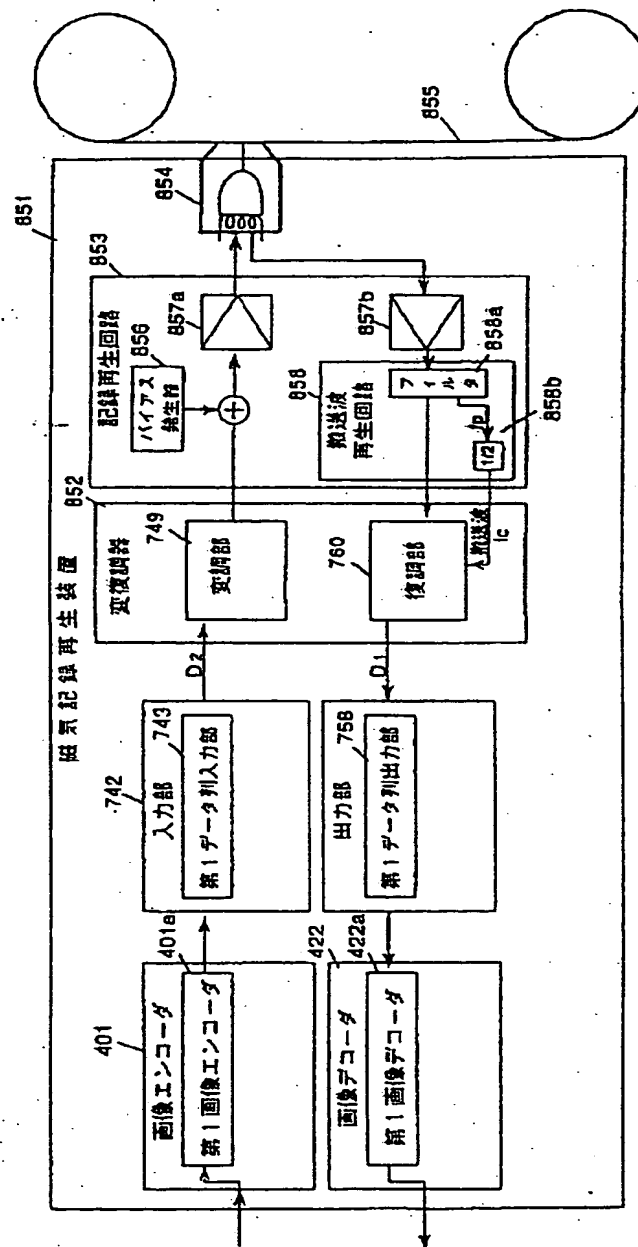 磁気記録再生装置
851
401
画像エンコーダ
401a
第1画像エンコーダ
742
入力部
743
第1データ列入力部
D2
852
変復調器
749
変調部
853
記録再生回路
856
バイアス
発生器
857a
854
855
422
画像デコーダ
422a
第1画像デコーダ
出力部
758
第1データ列出力部
D1
760
復調部
搬送波
858
搬送波
再生回路
857b
858a
フィルタ
1/2
858b